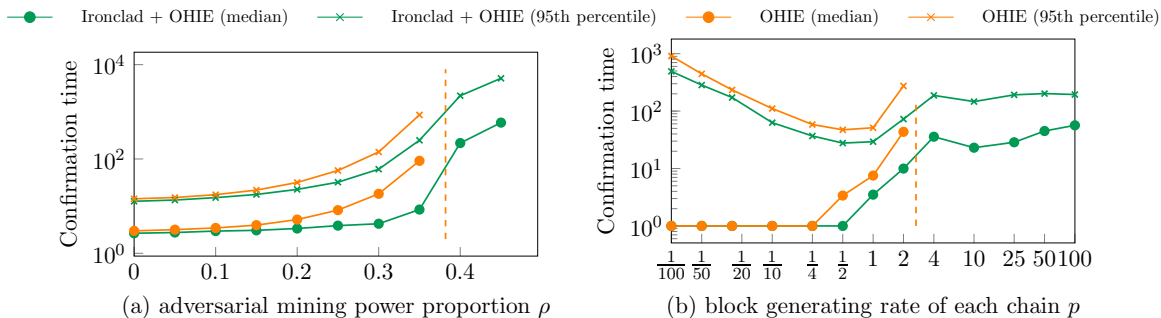 Ironclad + OHIE (median) Ironclad + OHIE (95th percentile) OHIE (median) OHIE (95th percentile)
Confirmation time
10^4
10^2
10^0
0 0.1 0.2 0.3 0.4
(a) adversarial mining power proportion ρ
Confirmation time
10^3
10^2
10^1
10^0
1/100 1/50 1/20 1/10 1/4 1/2 1 2 4 10 25 50 100
(b) block generating rate of each chain p